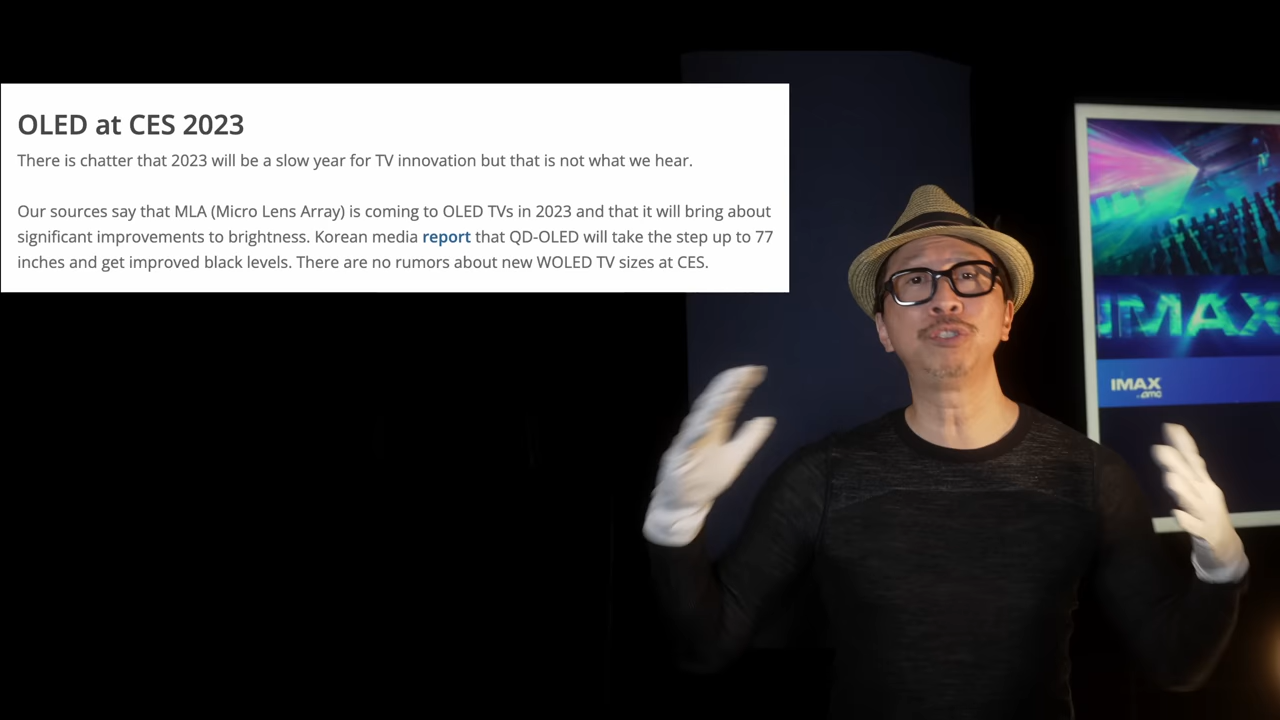 OLED at CES 2023
There is chatter that 2023 will be a slow year for TV innovation but that is not what we hear.
Our sources say that MLA (Micro Lens Array) is coming to OLED TVs in 2023 and that it will bring about
significant improvements to brightness. Korean media report that QD-OLED will take the step up to 77
inches and get improved black levels. There are no rumors about new WOLED TV sizes at CES.
IMAX
IMAX
amc